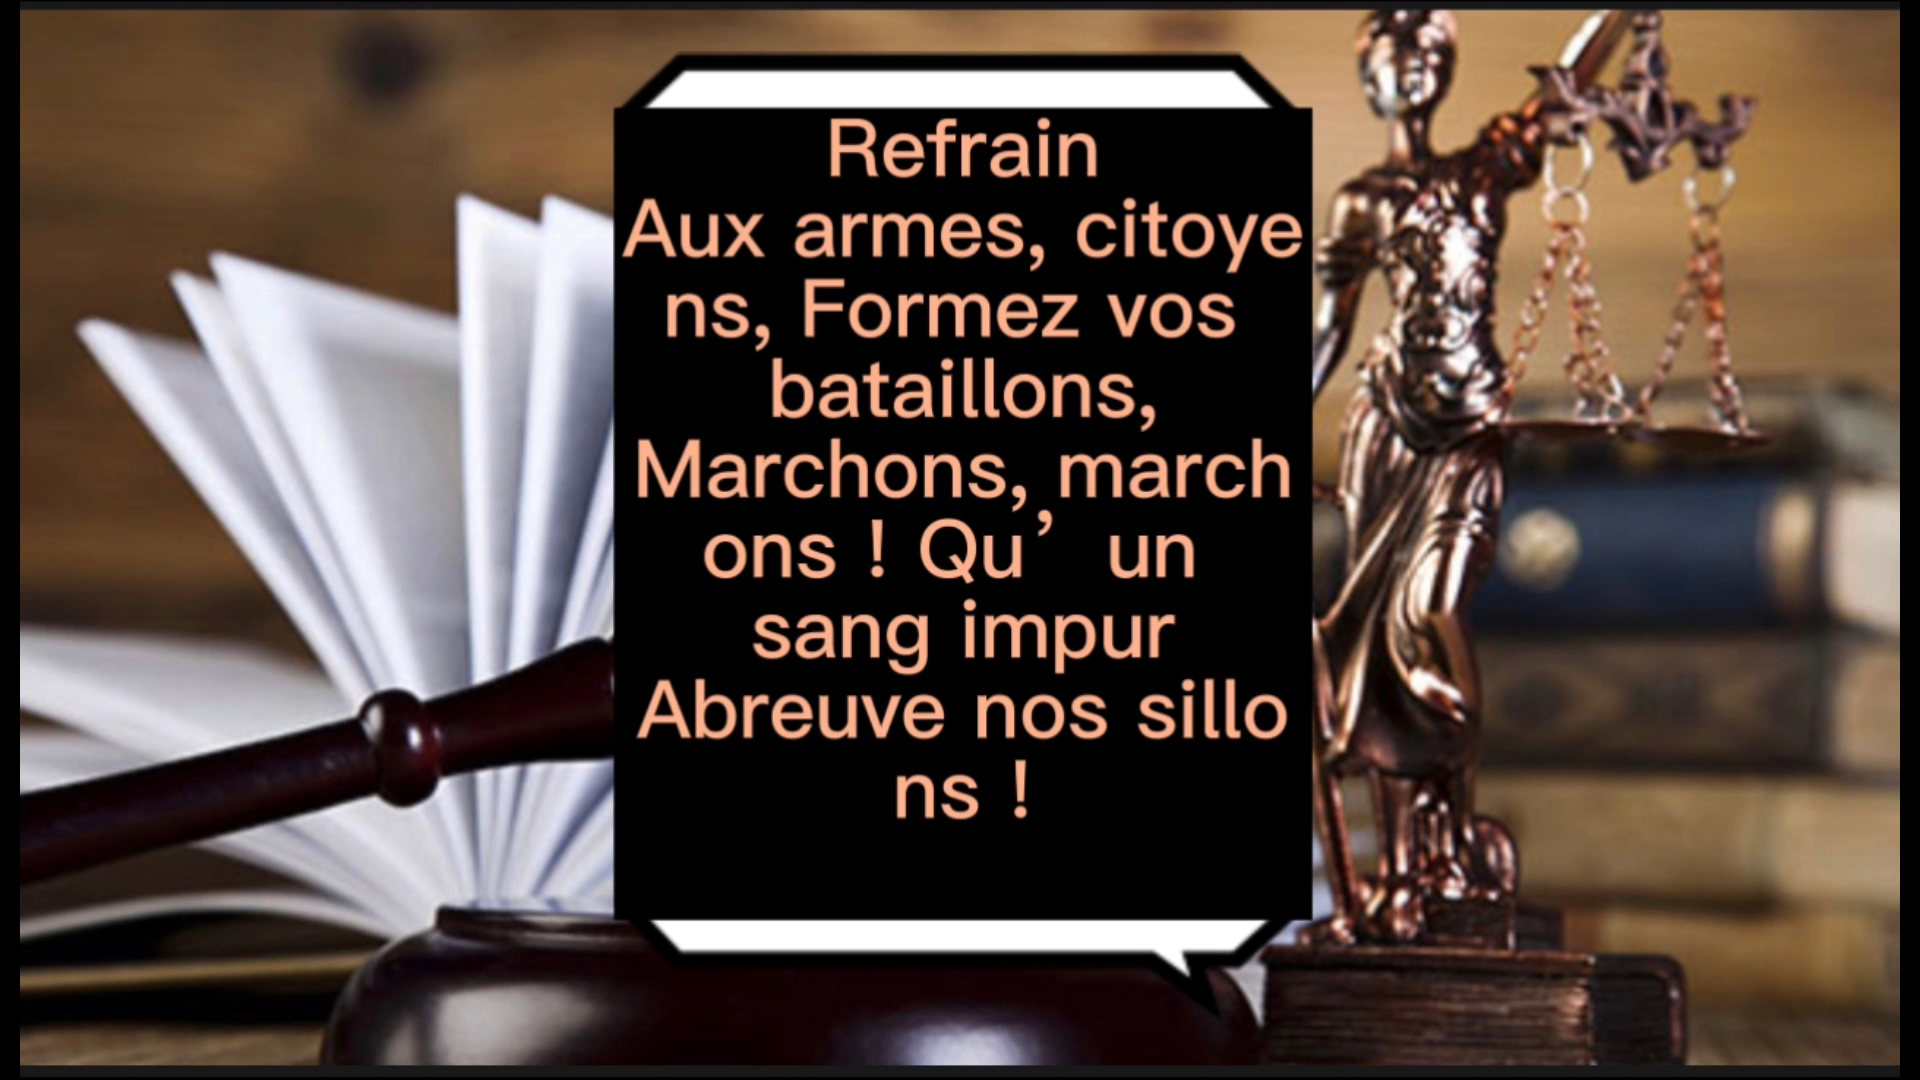 Refrain
Aux armes, citoye
ns, Formez vos
bataillons,
Marchons, march
ons ! Qu’ un
sang impur
Abreuve nos sillo
ns !